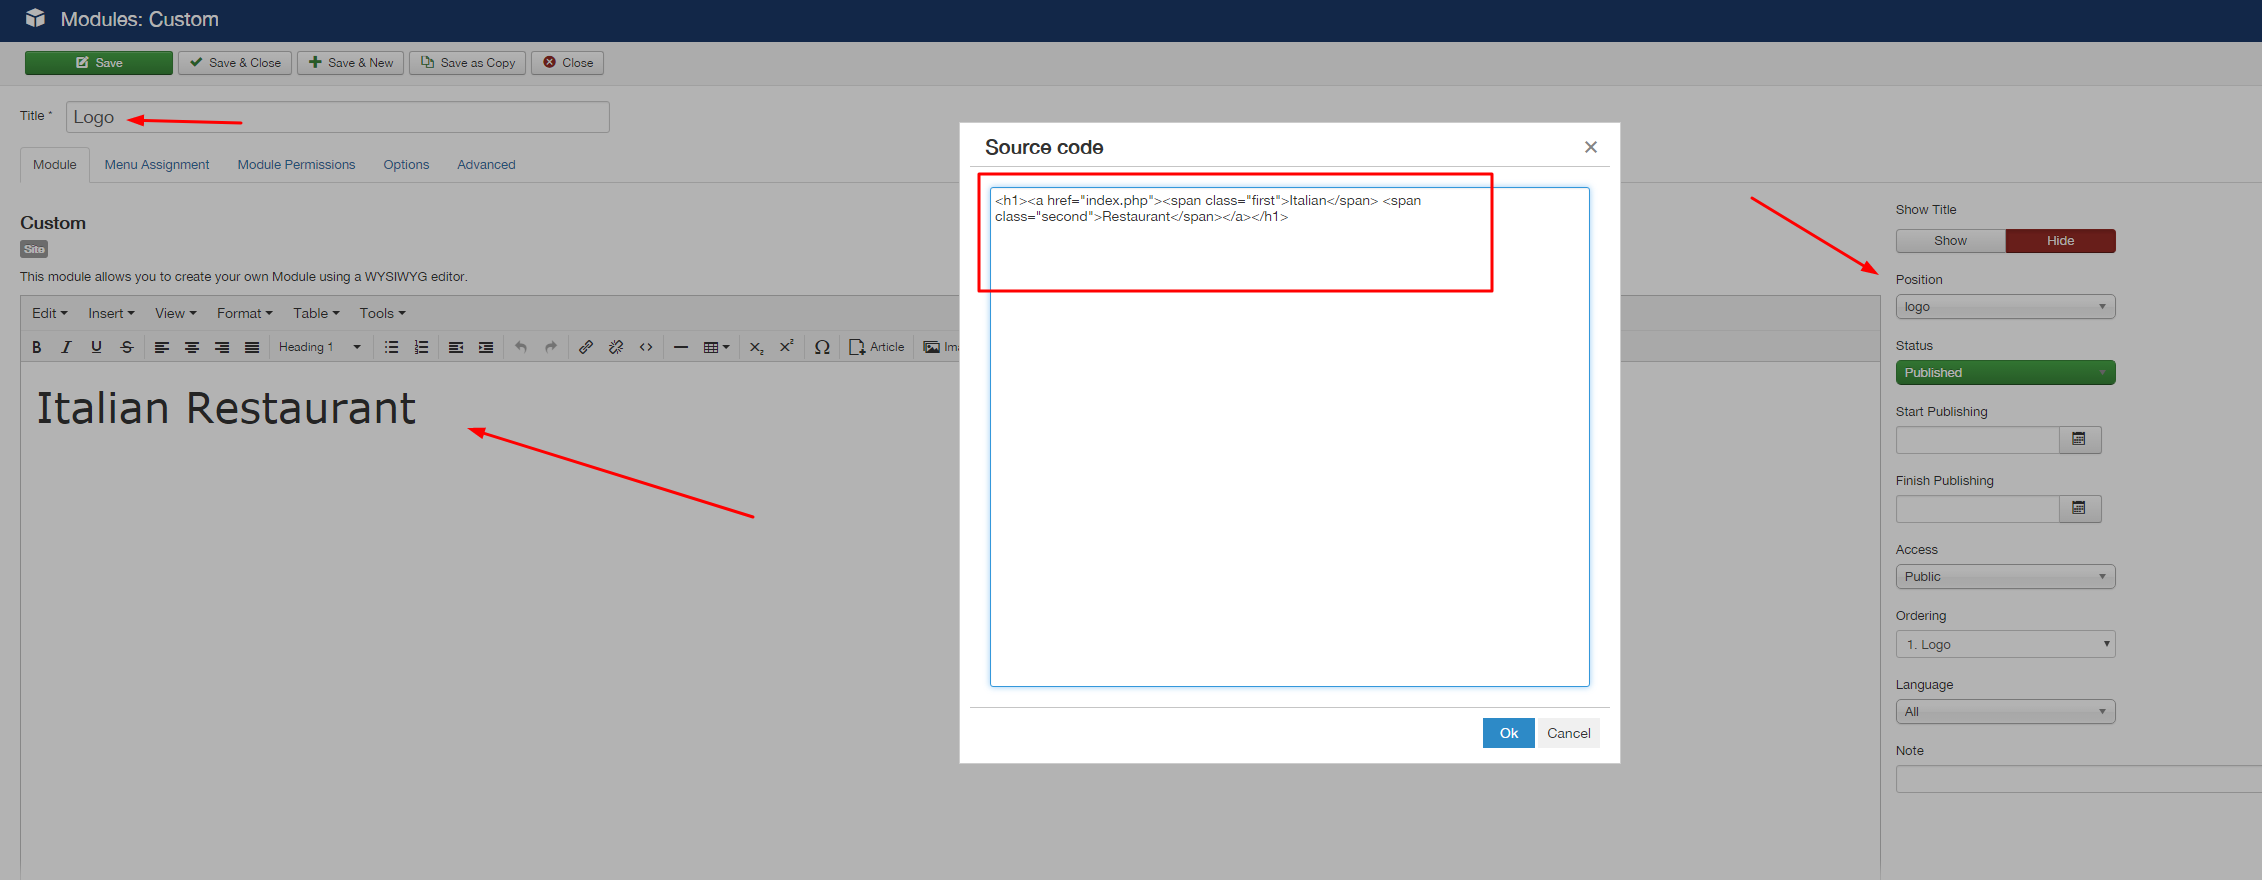 Modules: Custom
Save
Save & Close
Save & New
Save as Copy
Close
Title *
Logo
Module
Menu Assignment
Module Permissions
Options
Advanced
Custom
Site
This module allows you to create your own Module using a WYSIWYG editor.
Edit
Insert
View
Format
Table
Tools
Heading 1
Article
Ima
Italian Restaurant
Source code
<h1><a href="index.php"><span class="first">Italian</span> <span
class="second">Restaurant</span></a></h1>
Ok
Cancel
Show Title
Show
Hide
Position
logo
Status
Published
Start Publishing
Finish Publishing
Access
Public
Ordering
1. Logo
Language
All
Note